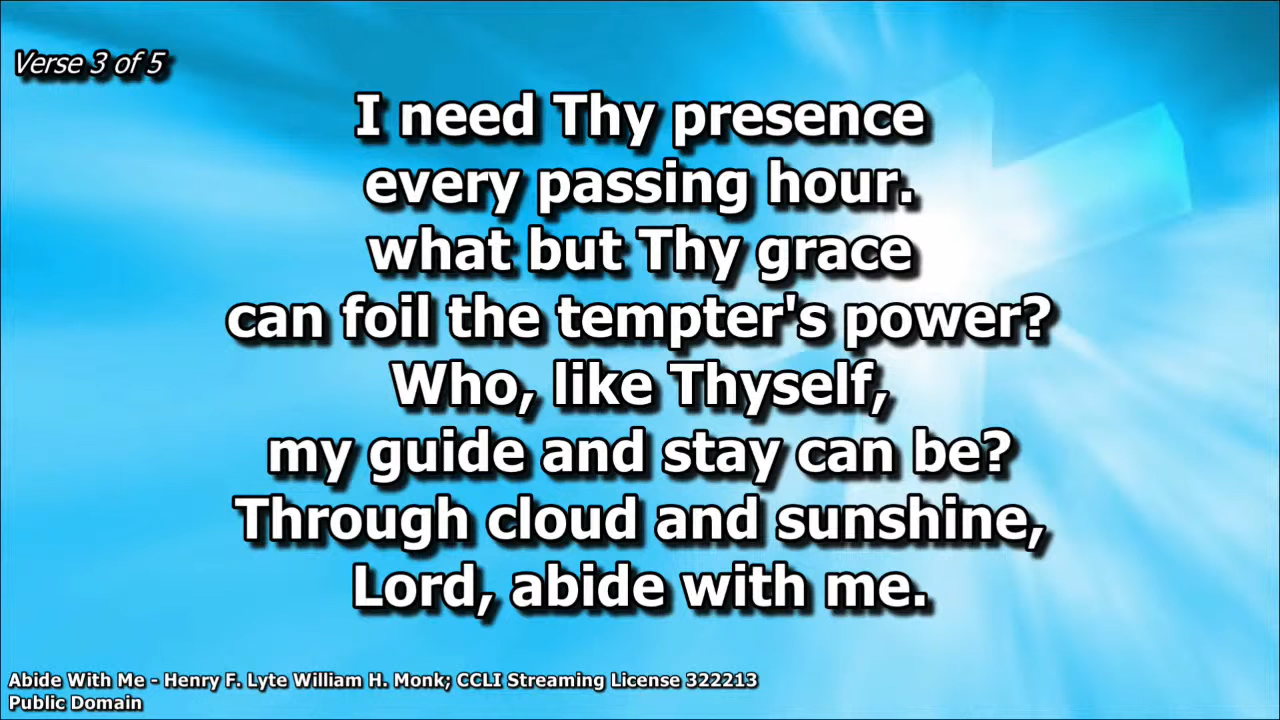 Verse 3 of 5
I need Thy presence
every passing hour.
what but Thy grace
can foil the tempter's power?
Who, like Thyself,
my guide and stay can be?
Through cloud and sunshine,
Lord, abide with me.
Abide With Me - Henry F. Lyte William H. Monk; CCLI Streaming License 322213
Public Domain